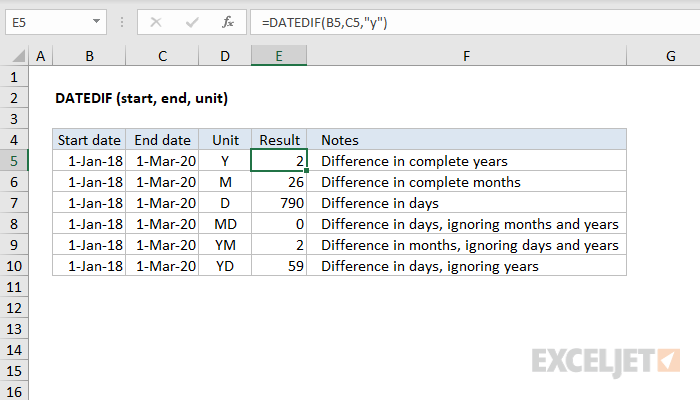 E5 fx =DATEDIF(B5,C5,"y")
A B C D E F G
1
2 DATEDIF (start, end, unit)
3
4 Start date End date Unit Result Notes
5 1-Jan-18 1-Mar-20 Y 2 Difference in complete years
6 1-Jan-18 1-Mar-20 M 26 Difference in complete months
7 1-Jan-18 1-Mar-20 D 790 Difference in days
8 1-Jan-18 1-Mar-20 MD 0 Difference in days, ignoring months and years
9 1-Jan-18 1-Mar-20 YM 2 Difference in months, ignoring days and years
10 1-Jan-18 1-Mar-20 YD 59 Difference in days, ignoring years
11
12
13
14
15
16
EXCELJET